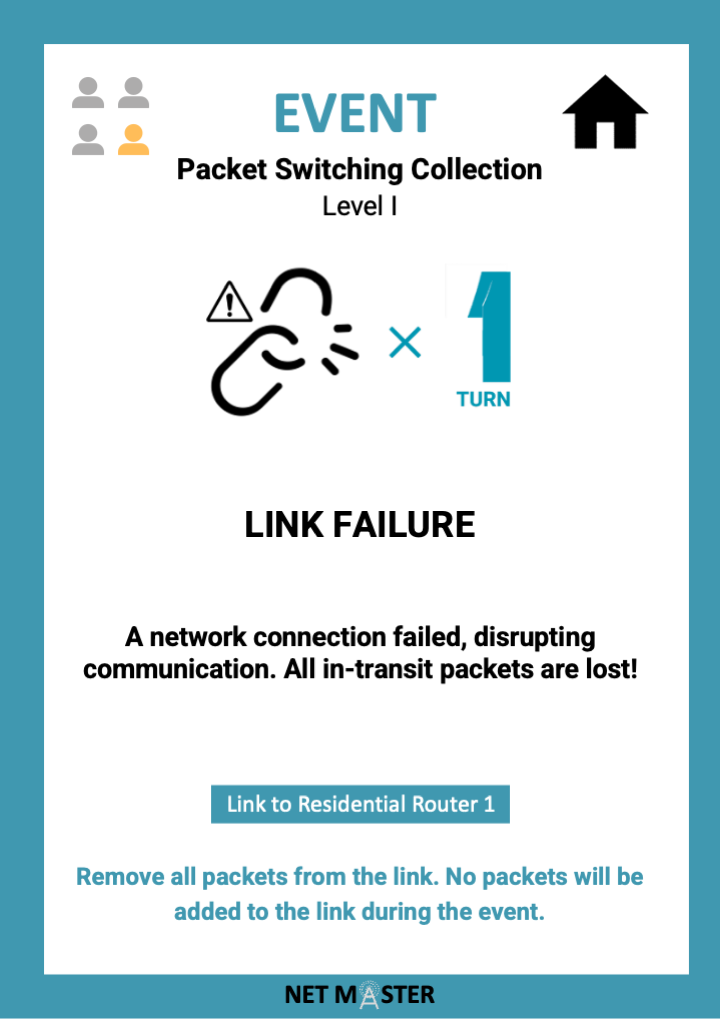 EVENT
Packet Switching Collection
Level I
1
TURN
LINK FAILURE
A network connection failed, disrupting
communication. All in-transit packets are lost!
Link to Residential Router 1
Remove all packets from the link. No packets will be
added to the link during the event.
NET MASTER